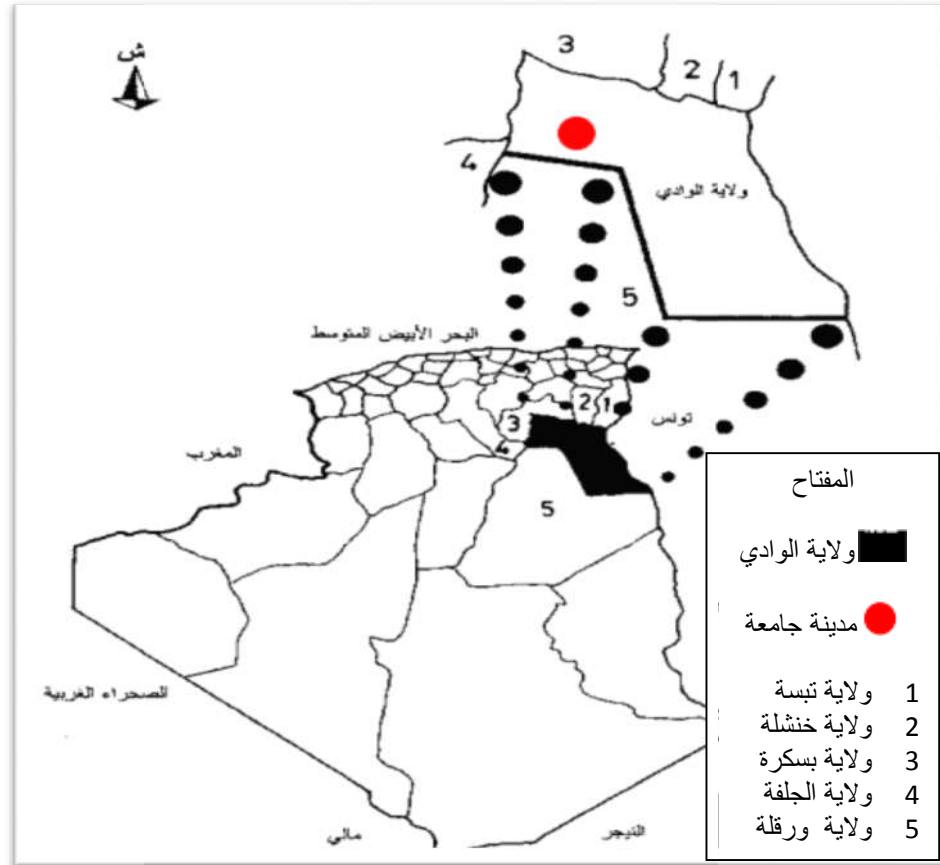 ش
3
2
1
4
ولاية الوادي
5
البحر الأبيض المتوسط
2
1
تونس
3
4
المغرب
5
الصحراء الغربية
مالي
النيجر
المفتاح
ولاية الوادي
مدينة جامعة
1 ولاية تبسة
2 ولاية خنشلة
3 ولاية بسكرة
4 ولاية الجلفة
5 ولاية ورقلة